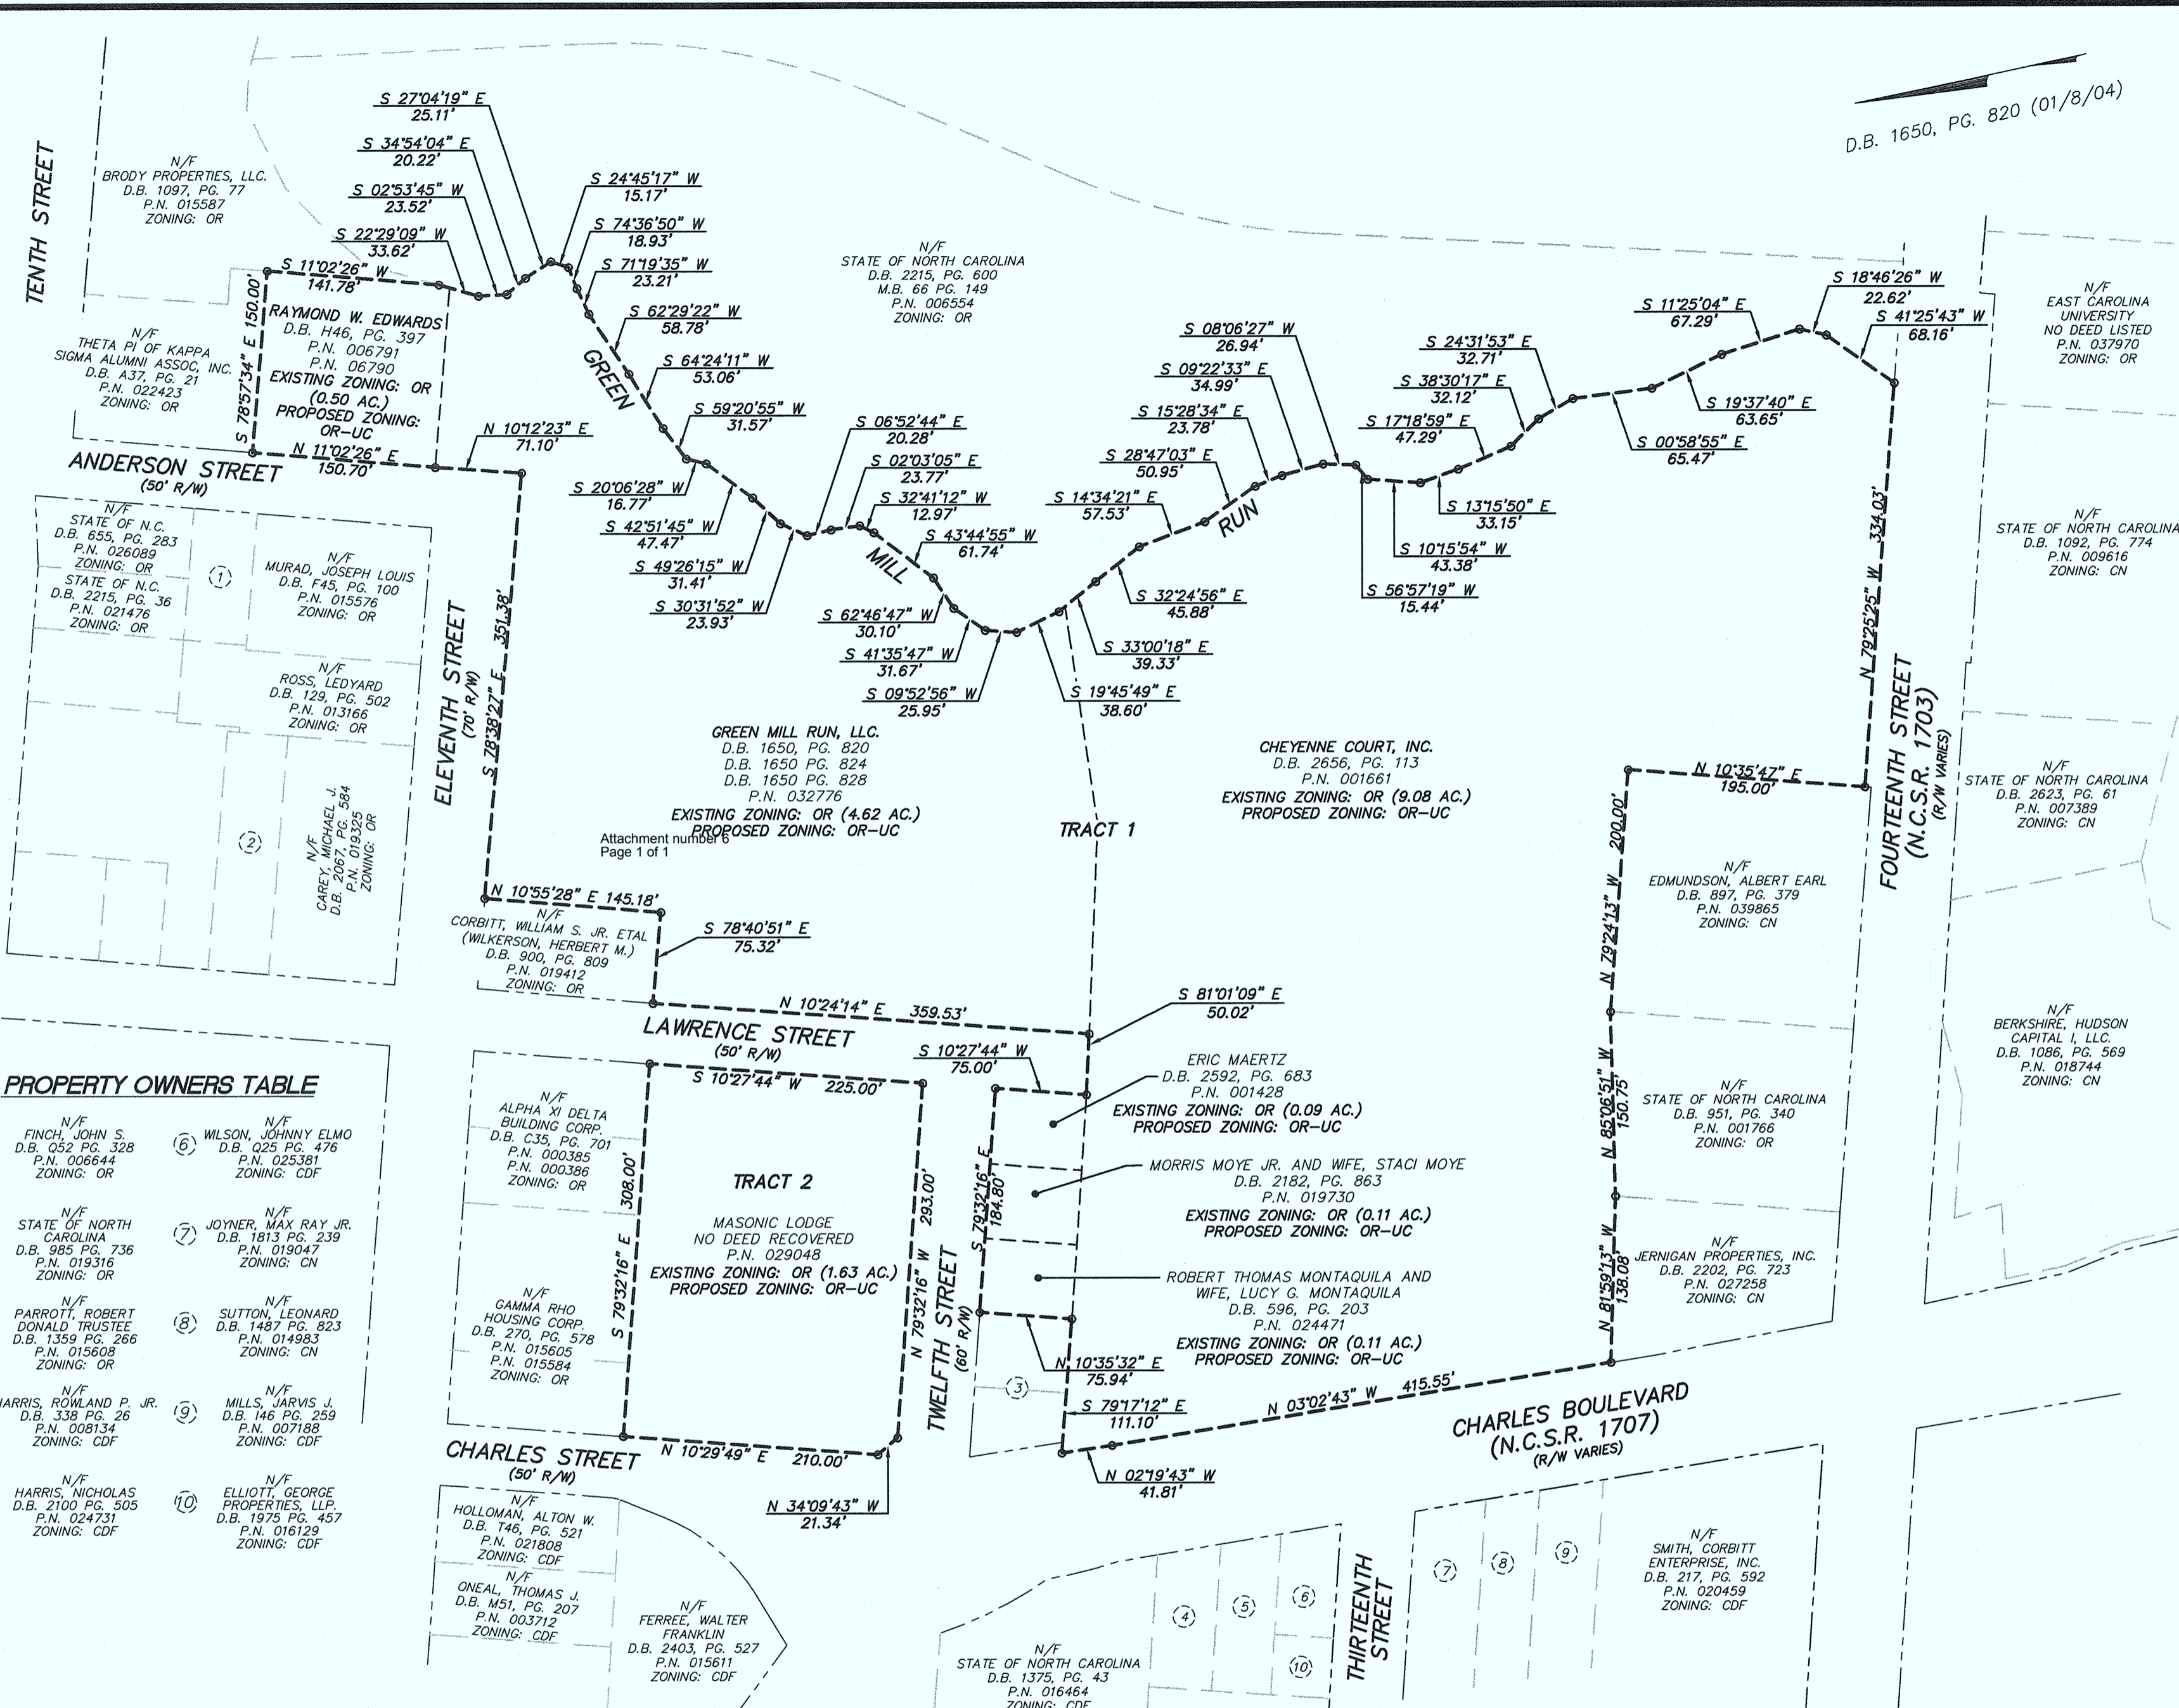 D.B. 1650, PG. 820 (01/8/04)
TENTH STREET
N/F
BRODY PROPERTIES, LLC.
D.B. 1097, PG. 77
P.N. 015587
ZONING: OR
S 27°04'19" E
25.11'
S 34°54'04" E
20.22'
S 02°53'45" W
23.52'
S 22°29'09" W
33.62'
S 11°02'26" W
141.78'
S 24°45'17" W
15.17'
S 74°36'50" W
18.93'
S 71°19'35" W
23.21'
S 62°29'22" W
58.78'
S 64°24'11" W
53.06'
S 59°20'55" W
31.57'
N/F
STATE OF NORTH CAROLINA
D.B. 2215, PG. 600
M.B. 66 PG. 149
P.N. 006554
ZONING: OR
N/F
THETA PI OF KAPPA
SIGMA ALUMNI ASSOC, INC.
D.B. A37, PG. 21
P.N. 022423
ZONING: OR
S 78°57'34" E 150.00'
RAYMOND W. EDWARDS
D.B. H46, PG. 397
P.N. 006791
P.N. 06790
EXISTING ZONING: OR
(0.50 AC.)
PROPOSED ZONING:
OR-UC
N 11°02'26" E
150.70'
N 10°12'23" E
71.10'
ANDERSON STREET
(50' R/W)
GREEN
MILL
RUN
S 20°06'28" W
16.77'
S 42°51'45" W
47.47'
S 49°26'15" W
31.41'
S 30°31'52" W
23.93'
S 06°52'44" E
20.28'
S 02°03'05" E
23.77'
S 32°41'12" W
12.97'
S 43°44'55" W
61.74'
S 62°46'47" W
30.10'
S 41°35'47" W
31.67'
S 09°52'56" W
25.95'
S 19°45'49" E
38.60'
S 33°00'18" E
39.33'
S 32°24'56" E
45.88'
S 14°34'21" E
57.53'
S 28°47'03" E
50.95'
S 15°28'34" E
23.78'
S 09°22'33" E
34.99'
S 08°06'27" W
26.94'
S 56°57'19" W
15.44'
S 10°15'54" W
43.38'
S 13°15'50" E
33.15'
S 17°18'59" E
47.29'
S 38°30'17" E
32.12'
S 24°31'53" E
32.71'
S 00°58'55" E
65.47'
S 19°37'40" E
63.65'
S 11°25'04" E
67.29'
S 18°46'26" W
22.62'
S 41°25'43" W
68.16'
N/F
EAST CAROLINA
UNIVERSITY
NO DEED LISTED
P.N. 037970
ZONING: OR
N/F
STATE OF NORTH CAROLINA
D.B. 1092, PG. 774
P.N. 009616
ZONING: CN
N/F
STATE OF NORTH CAROLINA
D.B. 2623, PG. 61
P.N. 007389
ZONING: CN
N/F
BERKSHIRE, HUDSON
CAPITAL I, LLC.
D.B. 1086, PG. 569
P.N. 018744
ZONING: CN
N 79°25'25" W 334.03'
FOURTEENTH STREET
(N.C.S.R. 1703)
(R/W VARIES)
N/F
STATE OF N.C.
D.B. 655, PG. 283
P.N. 026089
ZONING: OR
STATE OF N.C.
D.B. 2215, PG. 36
P.N. 021476
ZONING: OR
1
N/F
MURAD, JOSEPH LOUIS
D.B. F45, PG. 100
P.N. 015576
ZONING: OR
N/F
ROSS, LEDYARD
D.B. 129, PG. 502
P.N. 013166
ZONING: OR
2
N/F
CAREY, MICHAEL J.
D.B. 2067, PG. 584
P.N. 019325
ZONING: OR
ELEVENTH STREET
(70' R/W)
S 78°38'27" E 351.38'
GREEN MILL RUN, LLC.
D.B. 1650, PG. 820
D.B. 1650 PG. 824
D.B. 1650 PG. 828
P.N. 032776
EXISTING ZONING: OR (4.62 AC.)
PROPOSED ZONING: OR-UC
Attachment number 6
Page 1 of 1
TRACT 1
CHEYENNE COURT, INC.
D.B. 2656, PG. 113
P.N. 001661
EXISTING ZONING: OR (9.08 AC.)
PROPOSED ZONING: OR-UC
N 10°35'47" E
195.00'
N 79°24'13" W 200.00'
N/F
EDMUNDSON, ALBERT EARL
D.B. 897, PG. 379
P.N. 039865
ZONING: CN
N 85°06'51" W
150.75'
N/F
STATE OF NORTH CAROLINA
D.B. 951, PG. 340
P.N. 001766
ZONING: OR
N 81°59'13" W
138.08'
N/F
JERNIGAN PROPERTIES, INC.
D.B. 2202, PG. 723
P.N. 027258
ZONING: CN
N 10°55'28" E 145.18'
N/F
CORBITT, WILLIAM S. JR. ETAL
(WILKERSON, HERBERT M.)
D.B. 900, PG. 809
P.N. 019412
ZONING: OR
S 78°40'51" E
75.32'
N 10°24'14" E 359.53'
LAWRENCE STREET
(50' R/W)
S 81°01'09" E
50.02'
S 10°27'44" W
75.00'
S 10°27'44" W 225.00'
ERIC MAERTZ
D.B. 2592, PG. 683
P.N. 001428
EXISTING ZONING: OR (0.09 AC.)
PROPOSED ZONING: OR-UC
MORRIS MOYE JR. AND WIFE, STACI MOYE
D.B. 2182, PG. 863
P.N. 019730
EXISTING ZONING: OR (0.11 AC.)
PROPOSED ZONING: OR-UC
ROBERT THOMAS MONTAQUILA AND
WIFE, LUCY G. MONTAQUILA
D.B. 596, PG. 203
P.N. 024471
EXISTING ZONING: OR (0.11 AC.)
PROPOSED ZONING: OR-UC
S 79°32'16" E
184.80'
N/F
ALPHA XI DELTA
BUILDING CORP.
D.B. C35, PG. 701
P.N. 000385
P.N. 000386
ZONING: OR
N/F
GAMMA RHO
HOUSING CORP.
D.B. 270, PG. 578
P.N. 015605
P.N. 015584
ZONING: OR
S 79°32'16" E 308.00'
TRACT 2
MASONIC LODGE
NO DEED RECOVERED
P.N. 029048
EXISTING ZONING: OR (1.63 AC.)
PROPOSED ZONING: OR-UC
N 79°32'16" W 293.00'
TWELFTH STREET
(60' R/W)
3
N 10°35'32" E
75.94'
S 79°17'12" E
111.10'
N 03°02'43" W 415.55'
N 02°19'43" W
41.81'
CHARLES BOULEVARD
(N.C.S.R. 1707)
(R/W VARIES)
CHARLES STREET
(50' R/W)
N 10°29'49" E 210.00'
N 34°09'43" W
21.34'
PROPERTY OWNERS TABLE
N/F
FINCH, JOHN S.
D.B. Q52 PG. 328
P.N. 006644
ZONING: OR
N/F
STATE OF NORTH
CAROLINA
D.B. 985 PG. 736
P.N. 019316
ZONING: OR
N/F
PARROTT, ROBERT
DONALD TRUSTEE
D.B. 1359 PG. 266
P.N. 015608
ZONING: OR
N/F
HARRIS, ROWLAND P. JR.
D.B. 338 PG. 26
P.N. 008134
ZONING: CDF
N/F
HARRIS, NICHOLAS
D.B. 2100 PG. 505
P.N. 024731
ZONING: CDF
6
N/F
WILSON, JOHNNY ELMO
D.B. Q25 PG. 476
P.N. 025381
ZONING: CDF
7
N/F
JOYNER, MAX RAY JR.
D.B. 1813 PG. 239
P.N. 019047
ZONING: CN
8
N/F
SUTTON, LEONARD
D.B. 1487 PG. 823
P.N. 014983
ZONING: CN
9
N/F
MILLS, JARVIS J.
D.B. I46 PG. 259
P.N. 007188
ZONING: CDF
10
N/F
ELLIOTT, GEORGE
PROPERTIES, LLP.
D.B. 1975 PG. 457
P.N. 016129
ZONING: CDF
N/F
HOLLOMAN, ALTON W.
D.B. T46, PG. 521
P.N. 021808
ZONING: CDF
N/F
ONEAL, THOMAS J.
D.B. M51, PG. 207
P.N. 003712
ZONING: CDF
N/F
FERREE, WALTER
FRANKLIN
D.B. 2403, PG. 527
P.N. 015611
ZONING: CDF
N/F
STATE OF NORTH CAROLINA
D.B. 1375, PG. 43
P.N. 016464
ZONING: CDF
4
5
6
10
THIRTEENTH
STREET
7
8
9
N/F
SMITH, CORBITT
ENTERPRISE, INC.
D.B. 217, PG. 592
P.N. 020459
ZONING: CDF